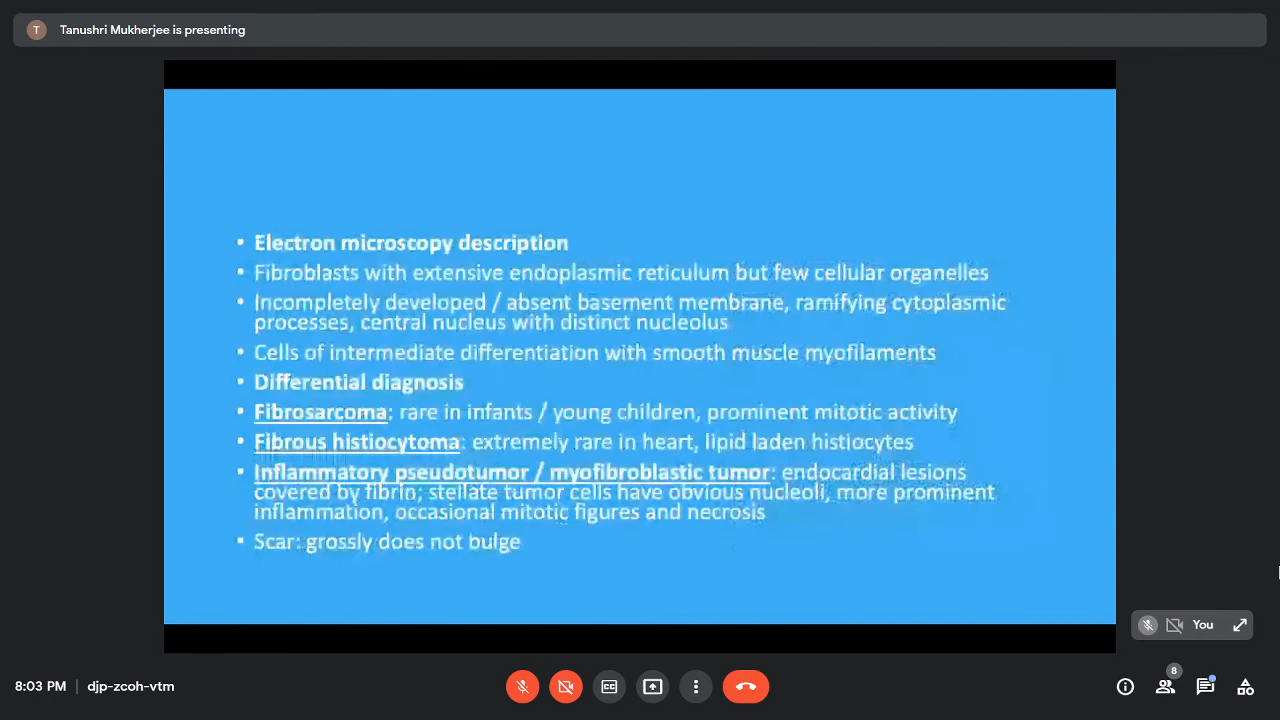 T Tanushri Mukherjee is presenting
• Electron microscopy description
• Fibroblasts with extensive endoplasmic reticulum but few cellular organelles
• Incompletely developed / absent basement membrane, ramifying cytoplasmic
processes, central nucleus with distinct nucleolus
• Cells of intermediate differentiation with smooth muscle myofilaments
• Differential diagnosis
• Fibrosarcoma: rare in infants / young children, prominent mitotic activity
• Fibrous histiocytoma: extremely rare in heart, lipid laden histiocytes
• Inflammatory pseudotumor / myofibroblastic tumor: endocardial lesions
covered by fibrin; stellate tumor cells have obvious nucleoli, more prominent
inflammation, occasional mitotic figures and necrosis
• Scar: grossly does not bulge
You
8:03 PM | djp-zcoh-vtm
CC
8